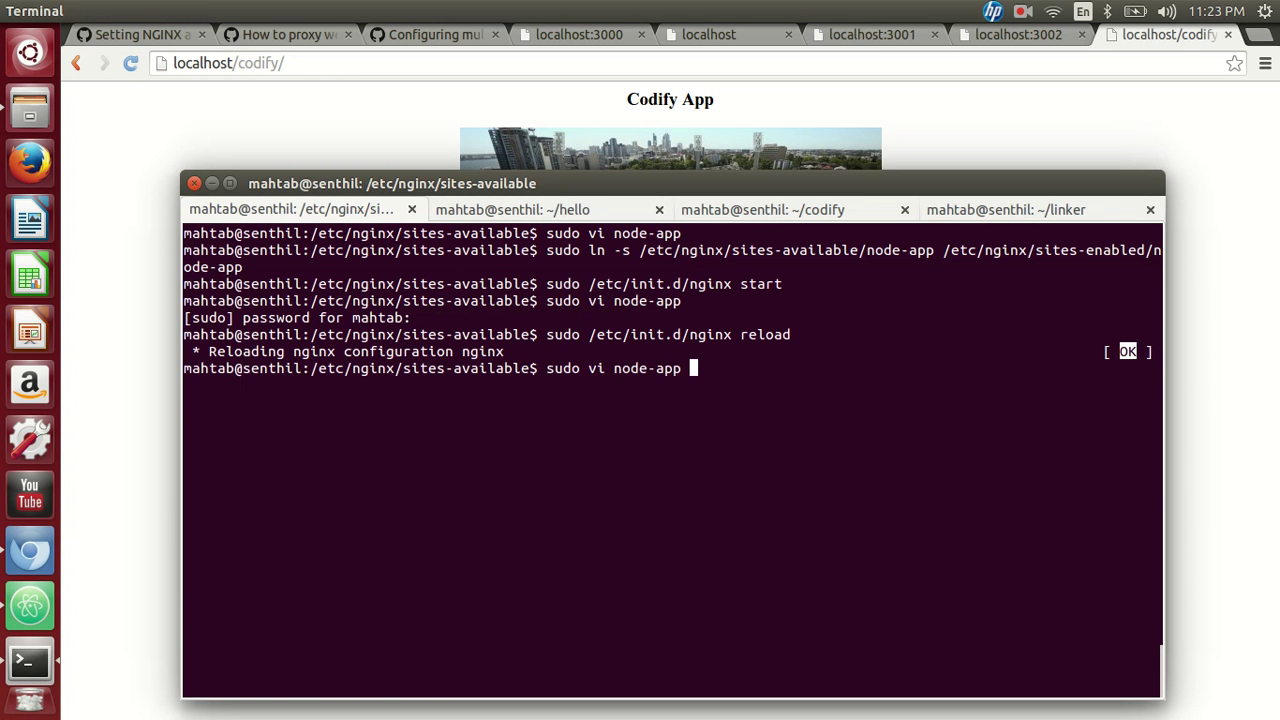 Terminal
En
11:23 PM
Setting NGINX a
How to proxy we
Configuring mul
localhost:3000
localhost
localhost:3001
localhost:3002
localhost/codify
localhost/codify/
Codify App
mahtab@senthil: /etc/nginx/sites-available
mahtab@senthil: /etc/nginx/si...
mahtab@senthil: ~/hello
mahtab@senthil: ~/codify
mahtab@senthil: ~/linker
mahtab@senthil:/etc/nginx/sites-available$ sudo vi node-app
mahtab@senthil:/etc/nginx/sites-available$ sudo ln -s /etc/nginx/sites-available/node-app /etc/nginx/sites-enabled/n
ode-app
mahtab@senthil:/etc/nginx/sites-available$ sudo /etc/init.d/nginx start
mahtab@senthil:/etc/nginx/sites-available$ sudo vi node-app
[sudo] password for mahtab:
mahtab@senthil:/etc/nginx/sites-available$ sudo /etc/init.d/nginx reload
* Reloading nginx configuration nginx [ OK ]
mahtab@senthil:/etc/nginx/sites-available$ sudo vi node-app
You
Tube